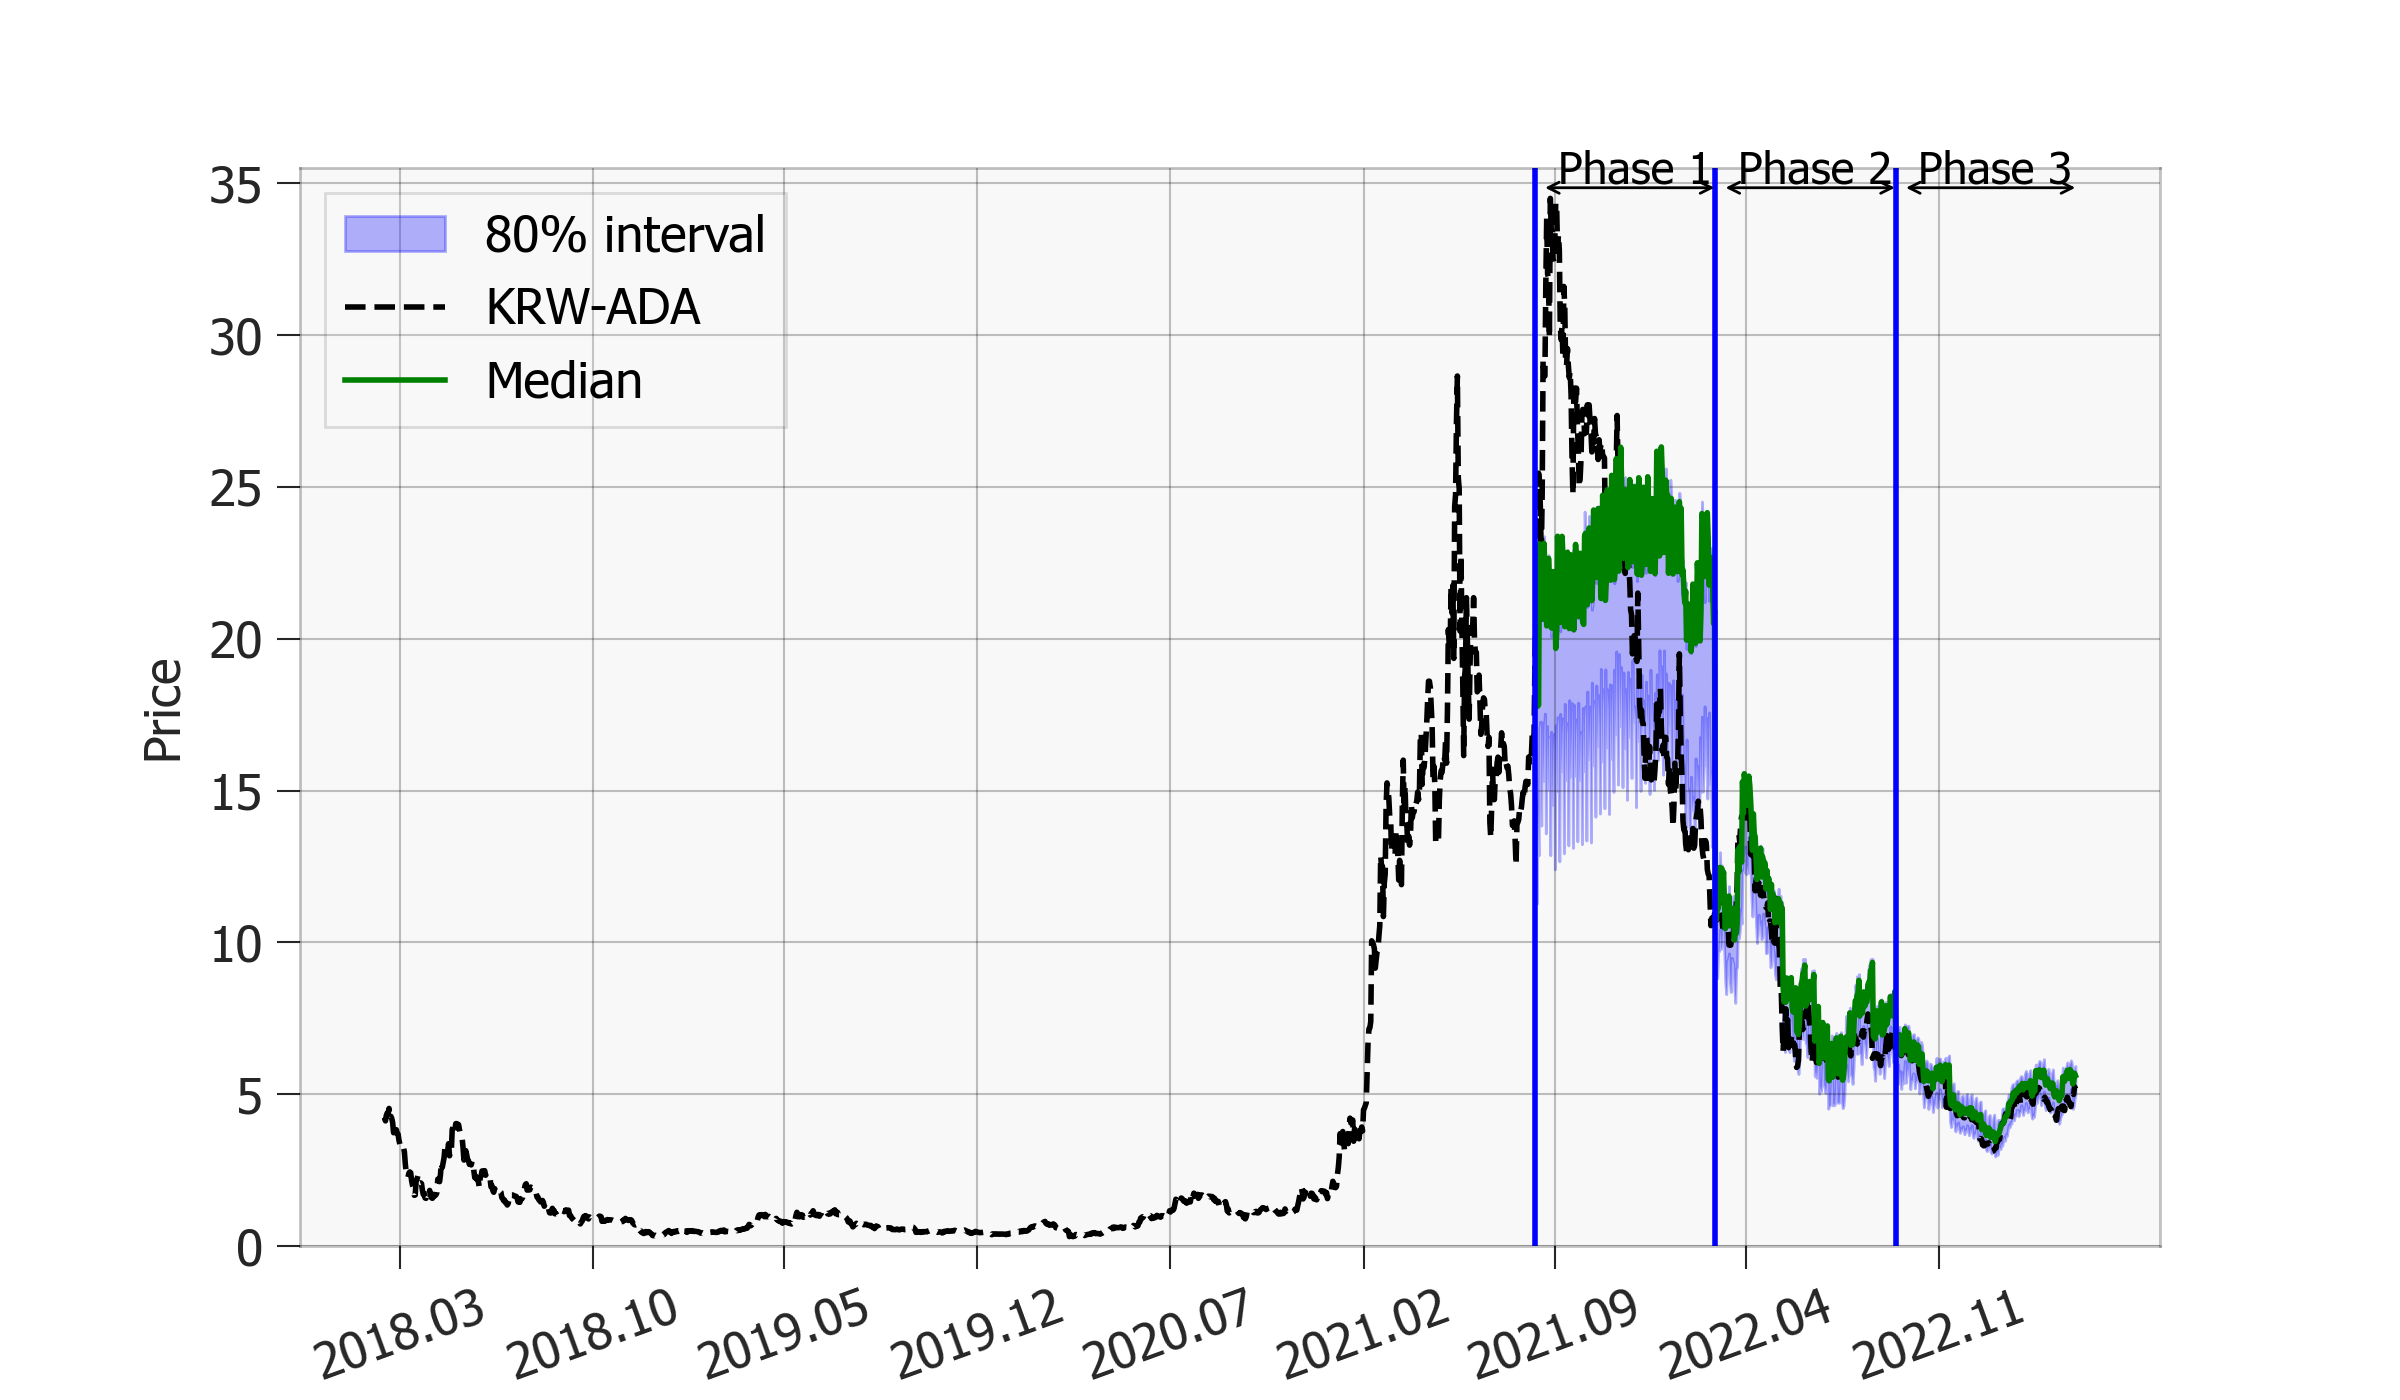 Phase 1
Phase 2
Phase 3
80% interval
KRW-ADA
Median
Price
35
30
25
20
15
10
5
0
2018.03
2018.10
2019.05
2019.12
2020.07
2021.02
2021.09
2022.04
2022.11